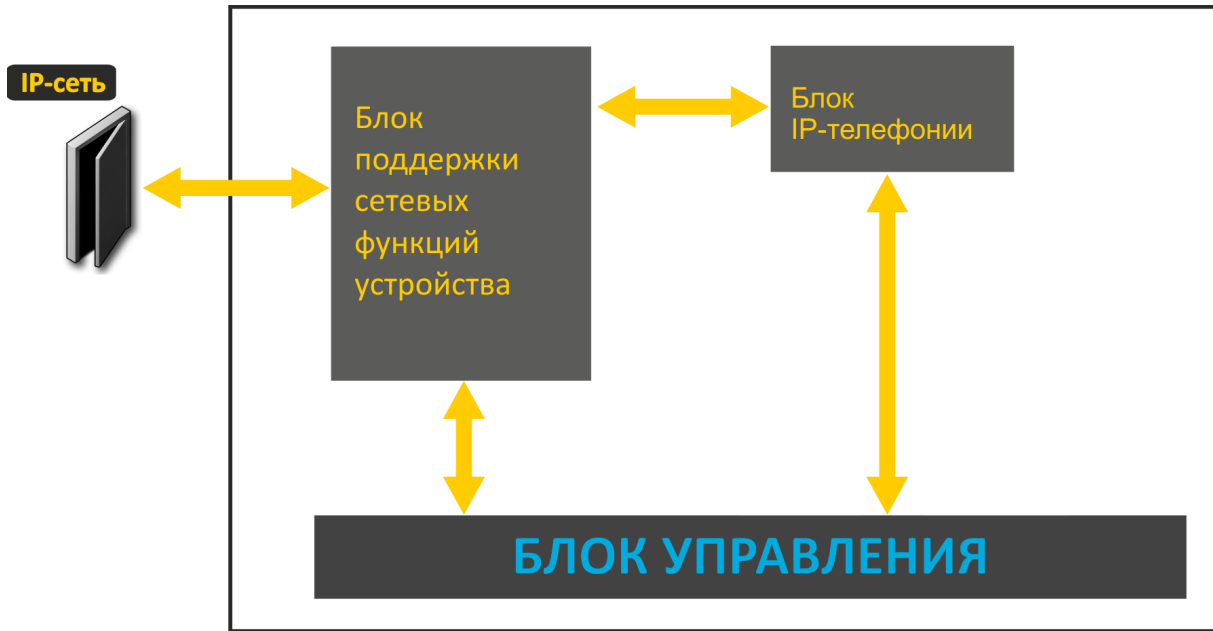 IP-сеть
Блок
поддержки
сетевых
функций
устройства
Блок
IP-телефонии
БЛОК УПРАВЛЕНИЯ